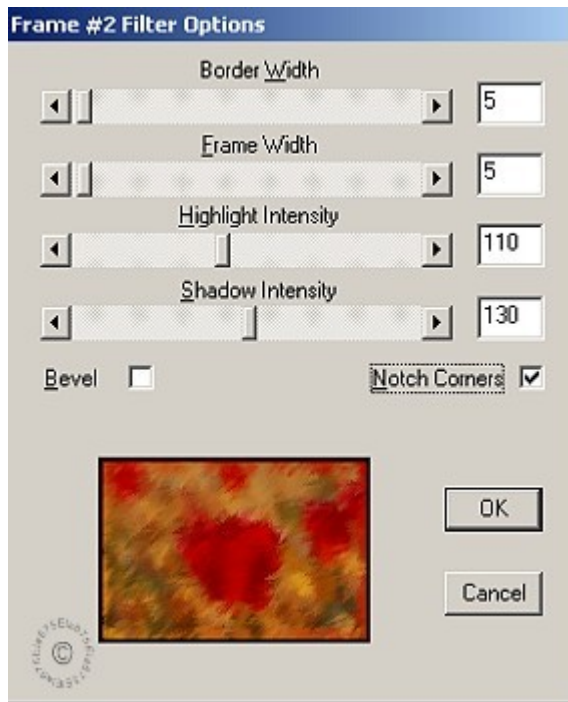 Frame #2 Filter Options
Border Width
5
Frame Width
5
Highlight Intensity
110
Shadow Intensity
130
Bevel
Notch Corners
OK
Cancel
©